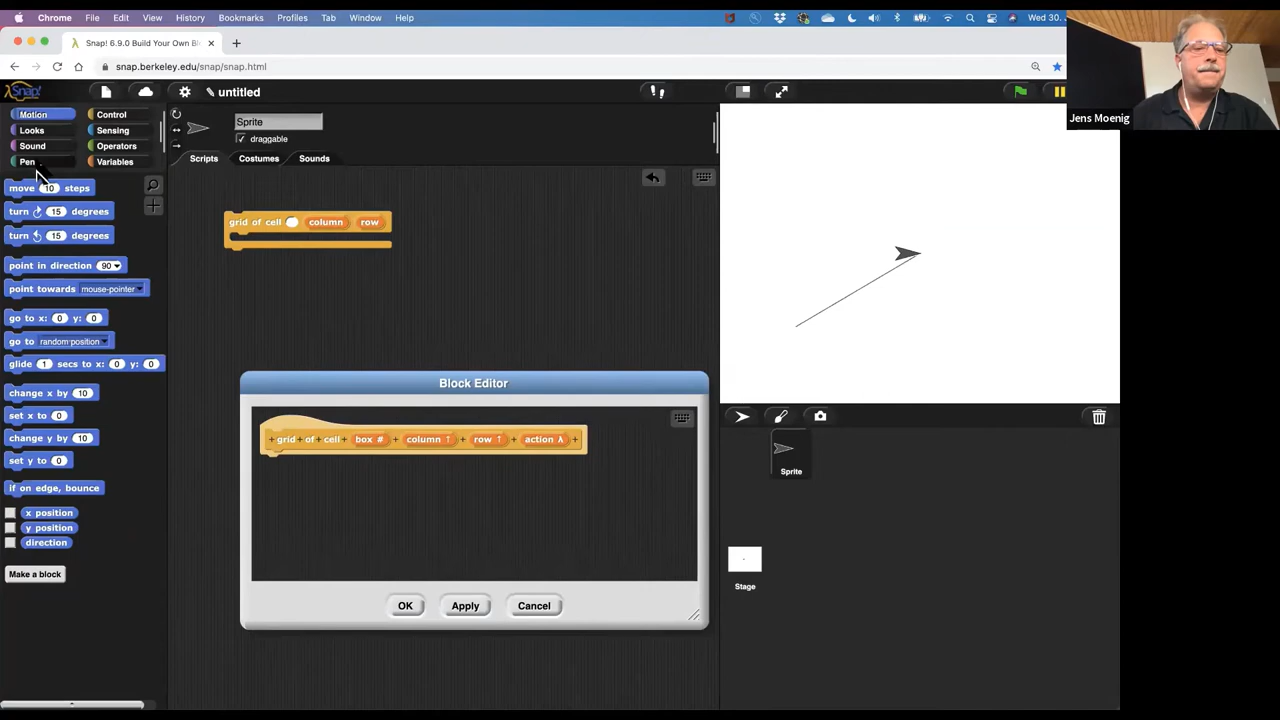 Chrome File Edit View History Bookmarks Profiles Tab Window Help Wed 30.
Snap! 6.9.0 Build Your Own Bl
snap.berkeley.edu/snap/snap.html
Jens Moenig
Snap! untitled
Motion Control
Looks Sensing
Sound Operators
Pen Variables
Sprite
draggable
Scripts Costumes Sounds
move 10 steps
turn 15 degrees
turn 15 degrees
point in direction 90
point towards mouse-pointer
go to x: 0 y: 0
go to random position
glide 1 secs to x: 0 y: 0
change x by 10
set x to 0
change y by 10
set y to 0
if on edge, bounce
x position
y position
direction
Make a block
grid of cell column row
Block Editor
+ grid + of + cell + box # + column ↑ + row ↑ + action λ +
OK Apply Cancel
Sprite
Stage